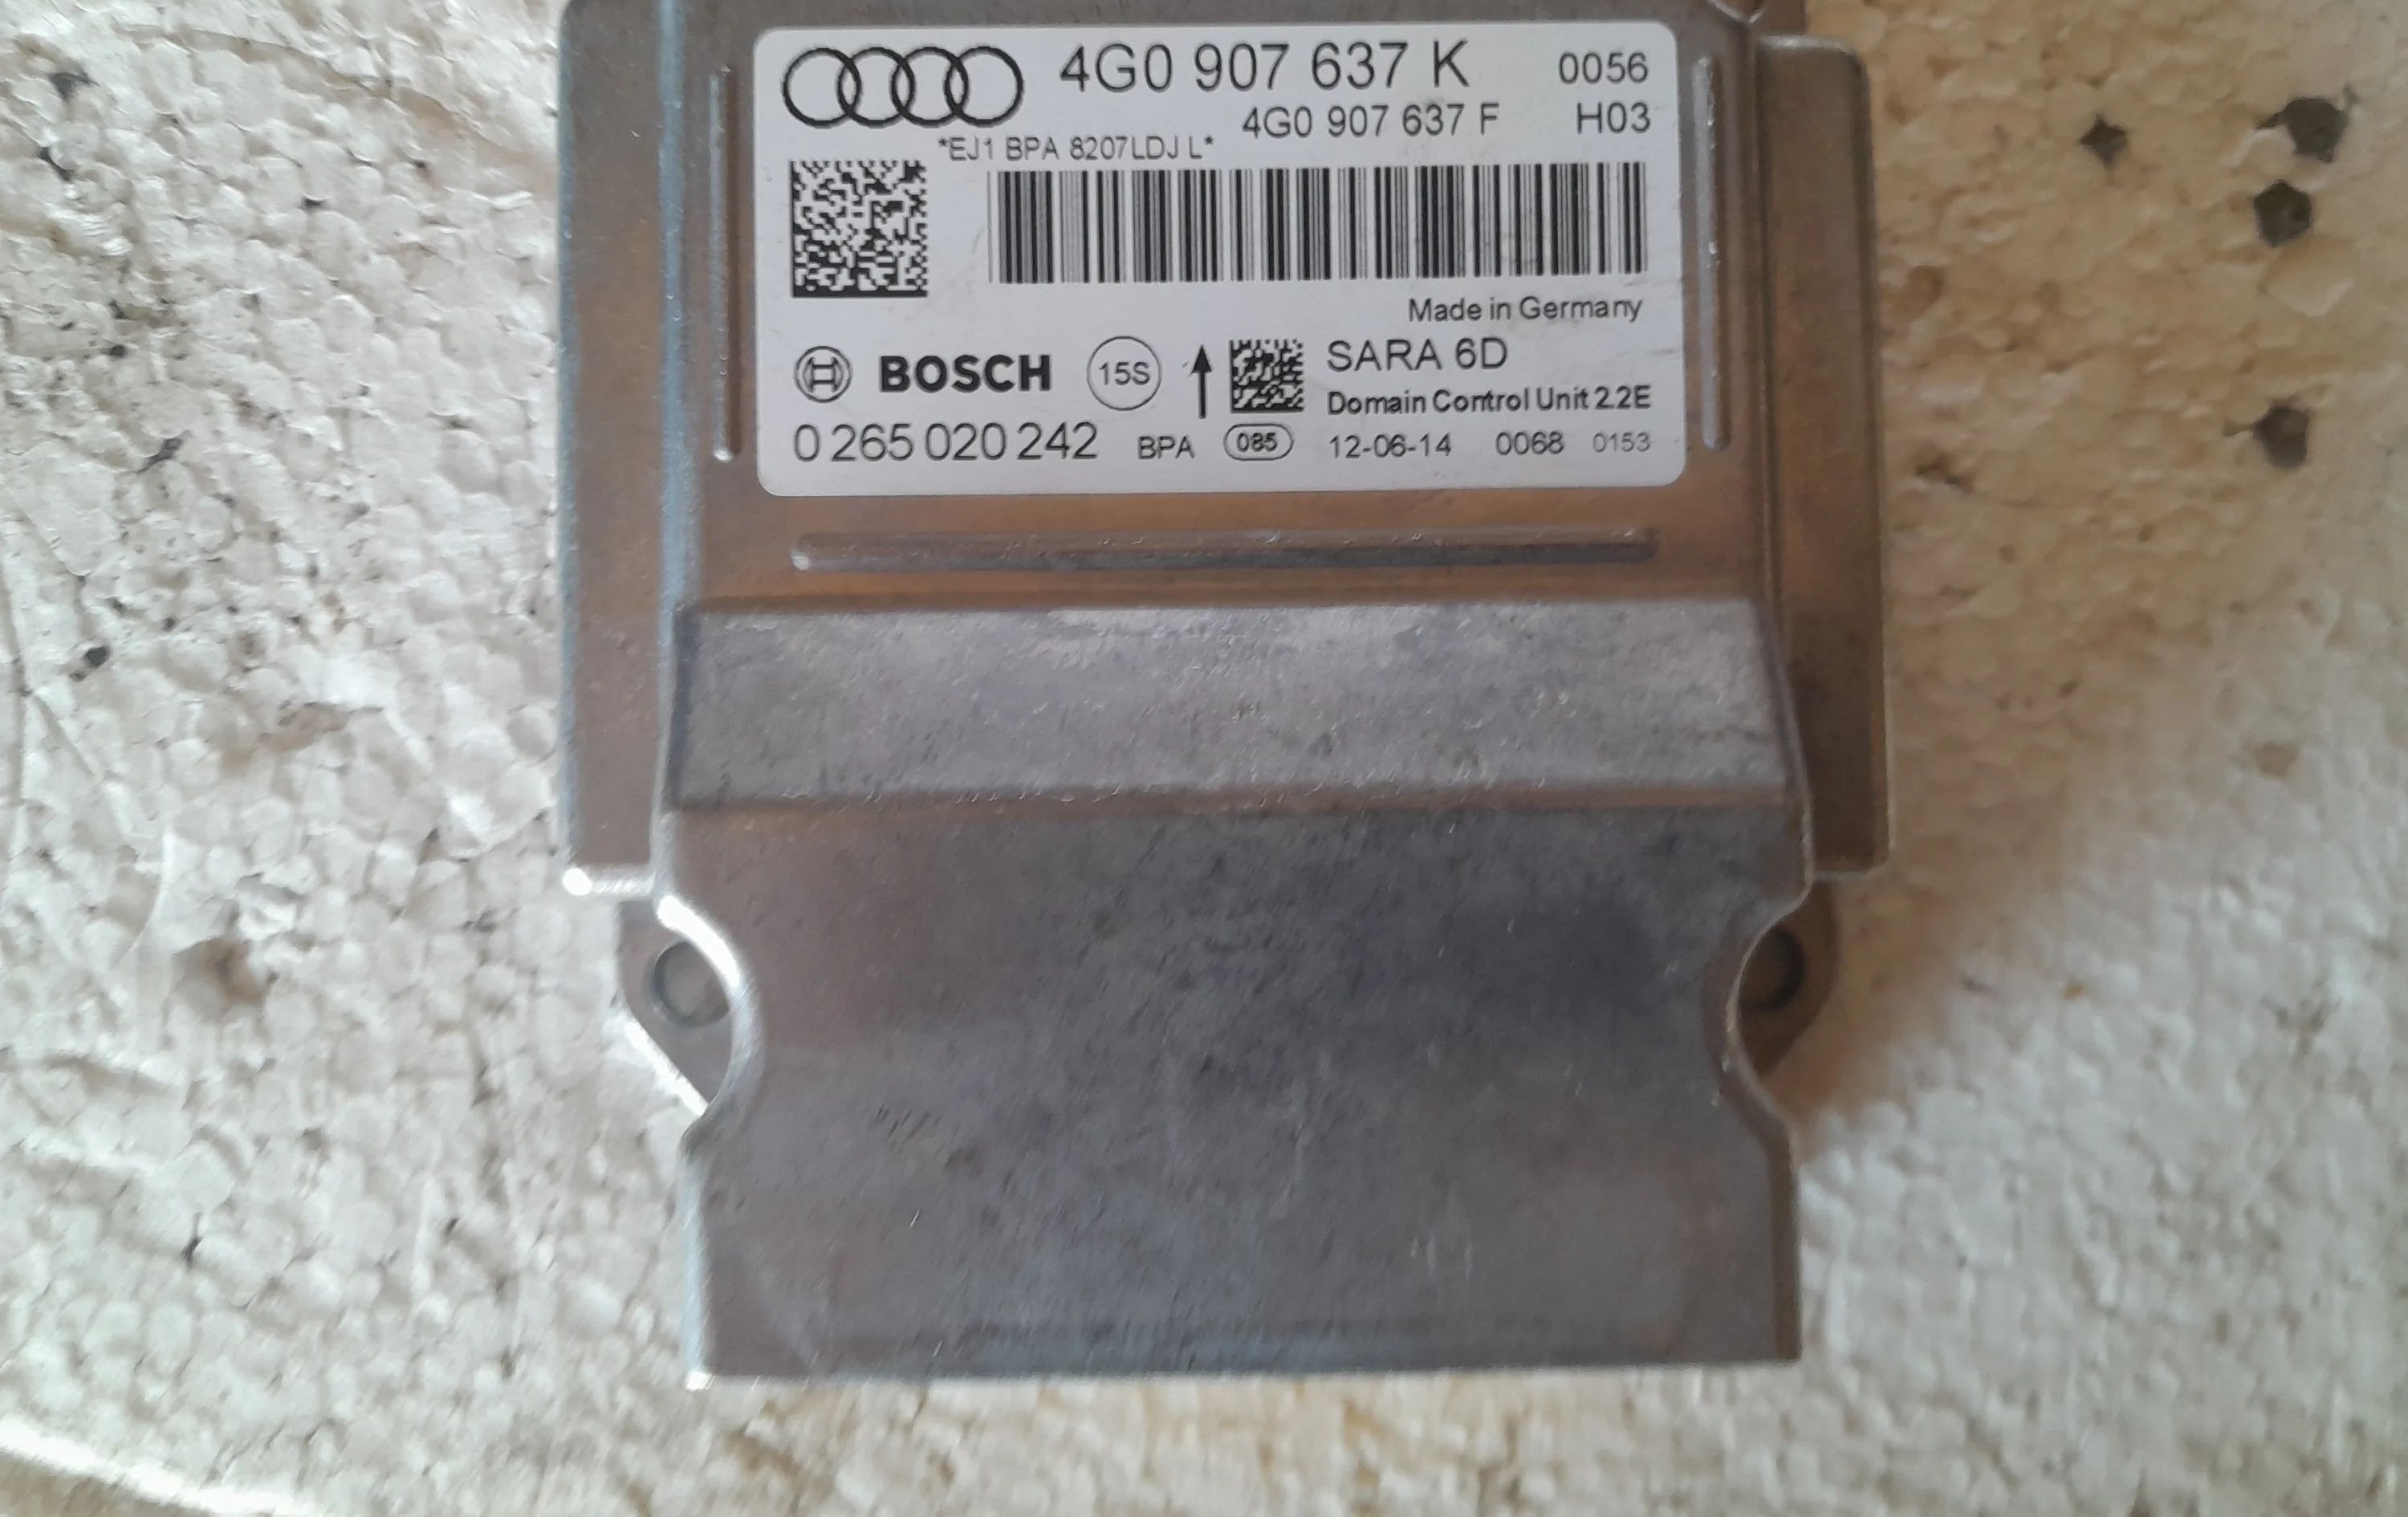 4G0 907 637 K 0056
4G0 907 637 F H03
*EJ1 BPA 8207LDJ L*
Made in Germany
BOSCH 15S SARA 6D
Domain Control Unit 2.2E
0 265 020 242 BPA 085 12-06-14 0068 0153